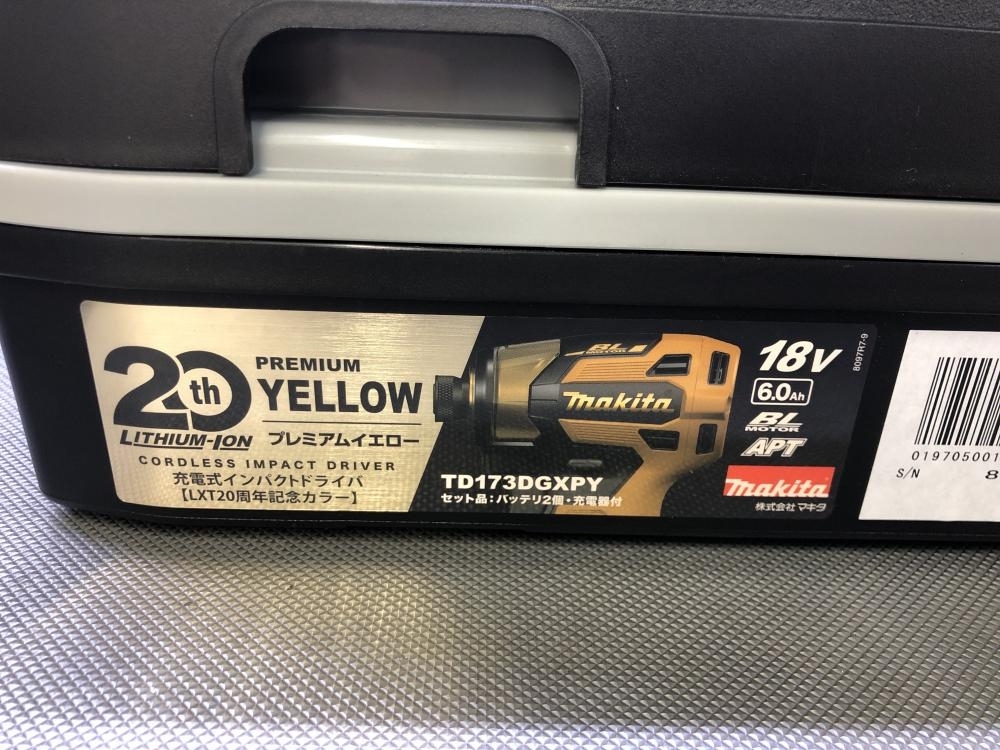 20th
LITHIUM-ION
PREMIUM
YELLOW
プレミアムイエロー
CORDLESS IMPACT DRIVER
充電式インパクトドライバ
【LXT20周年記念カラー】
BL
MOTOR
makita
TD173DGXPY
セット品：バッテリ2個・充電器付
18V
6.0Ah
BL
MOTOR
APT
makita
株式会社 マキタ
8097R7-9
019705001
S/N 8